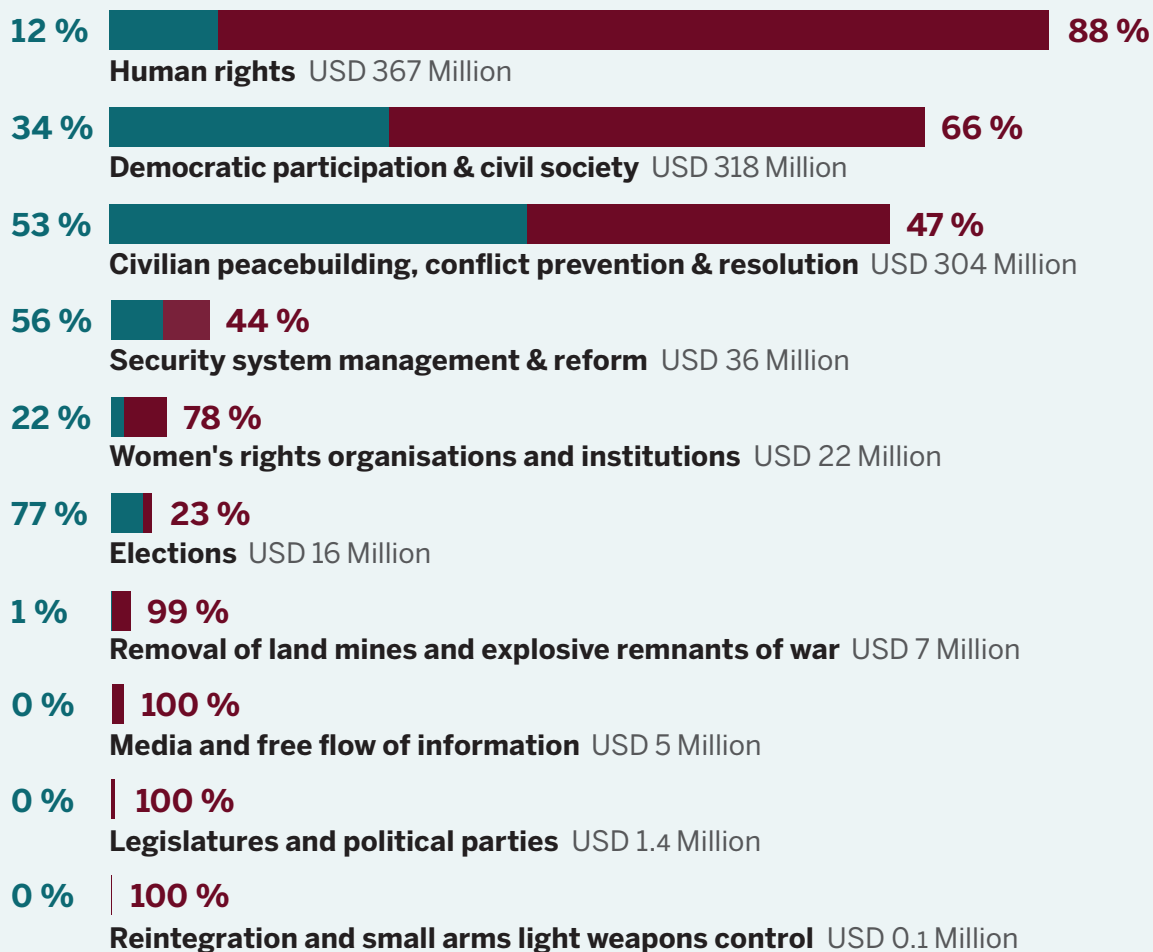 12 % 88 %
Human rights USD 367 Million
34 % 66 %
Democratic participation & civil society USD 318 Million
53 % 47 %
Civilian peacebuilding, conflict prevention & resolution USD 304 Million
56 % 44 %
Security system management & reform USD 36 Million
22 % 78 %
Women's rights organisations and institutions USD 22 Million
77 % 23 %
Elections USD 16 Million
1 % 99 %
Removal of land mines and explosive remnants of war USD 7 Million
0 % 100 %
Media and free flow of information USD 5 Million
0 % 100 %
Legislatures and political parties USD 1.4 Million
0 % 100 %
Reintegration and small arms light weapons control USD 0.1 Million